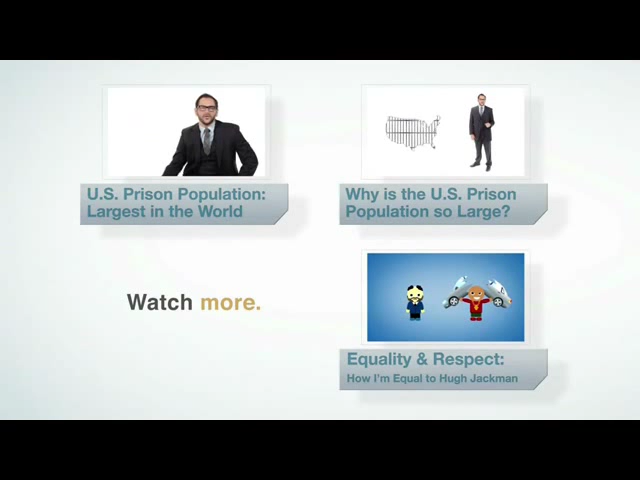 U.S. Prison Population:
Largest in the World
Why is the U.S. Prison
Population so Large?
Watch more.
Equality & Respect:
How I'm Equal to Hugh Jackman